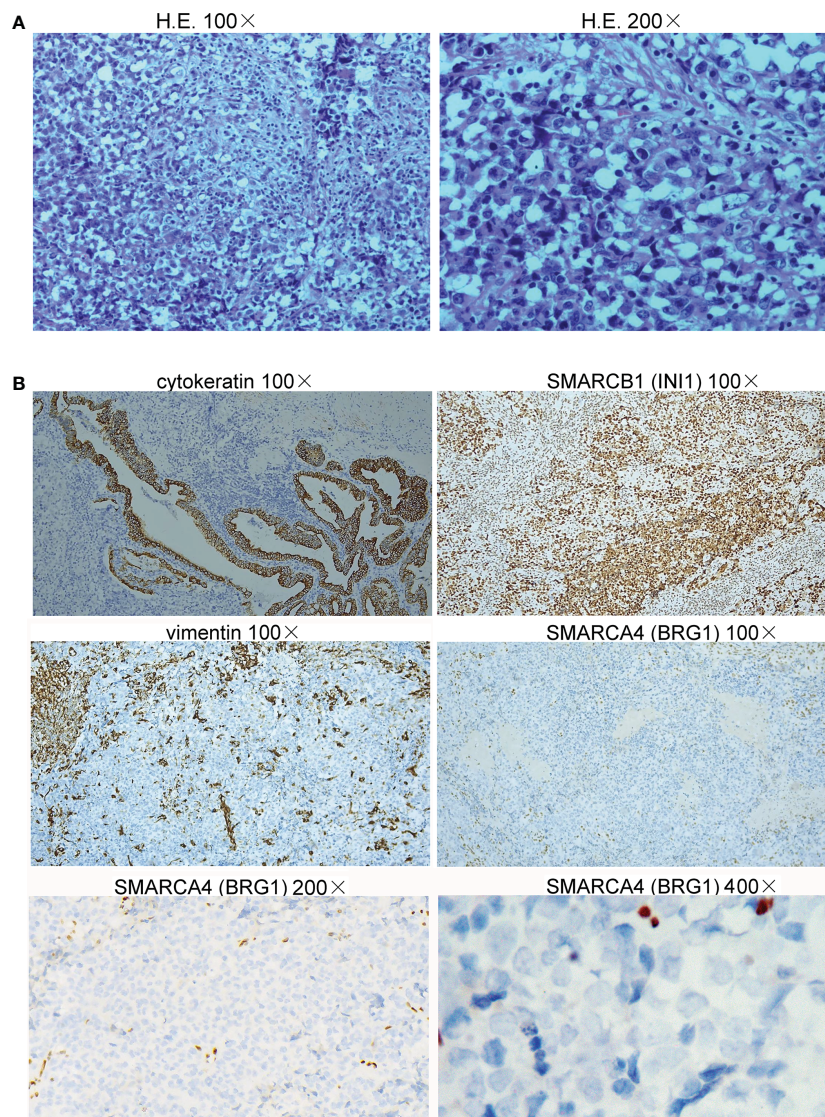 A
H.E. 100×
H.E. 200×
B
cytokeratin 100×
SMARCB1 (INI1) 100×
vimentin 100×
SMARCA4 (BRG1) 100×
SMARCA4 (BRG1) 200×
SMARCA4 (BRG1) 400×